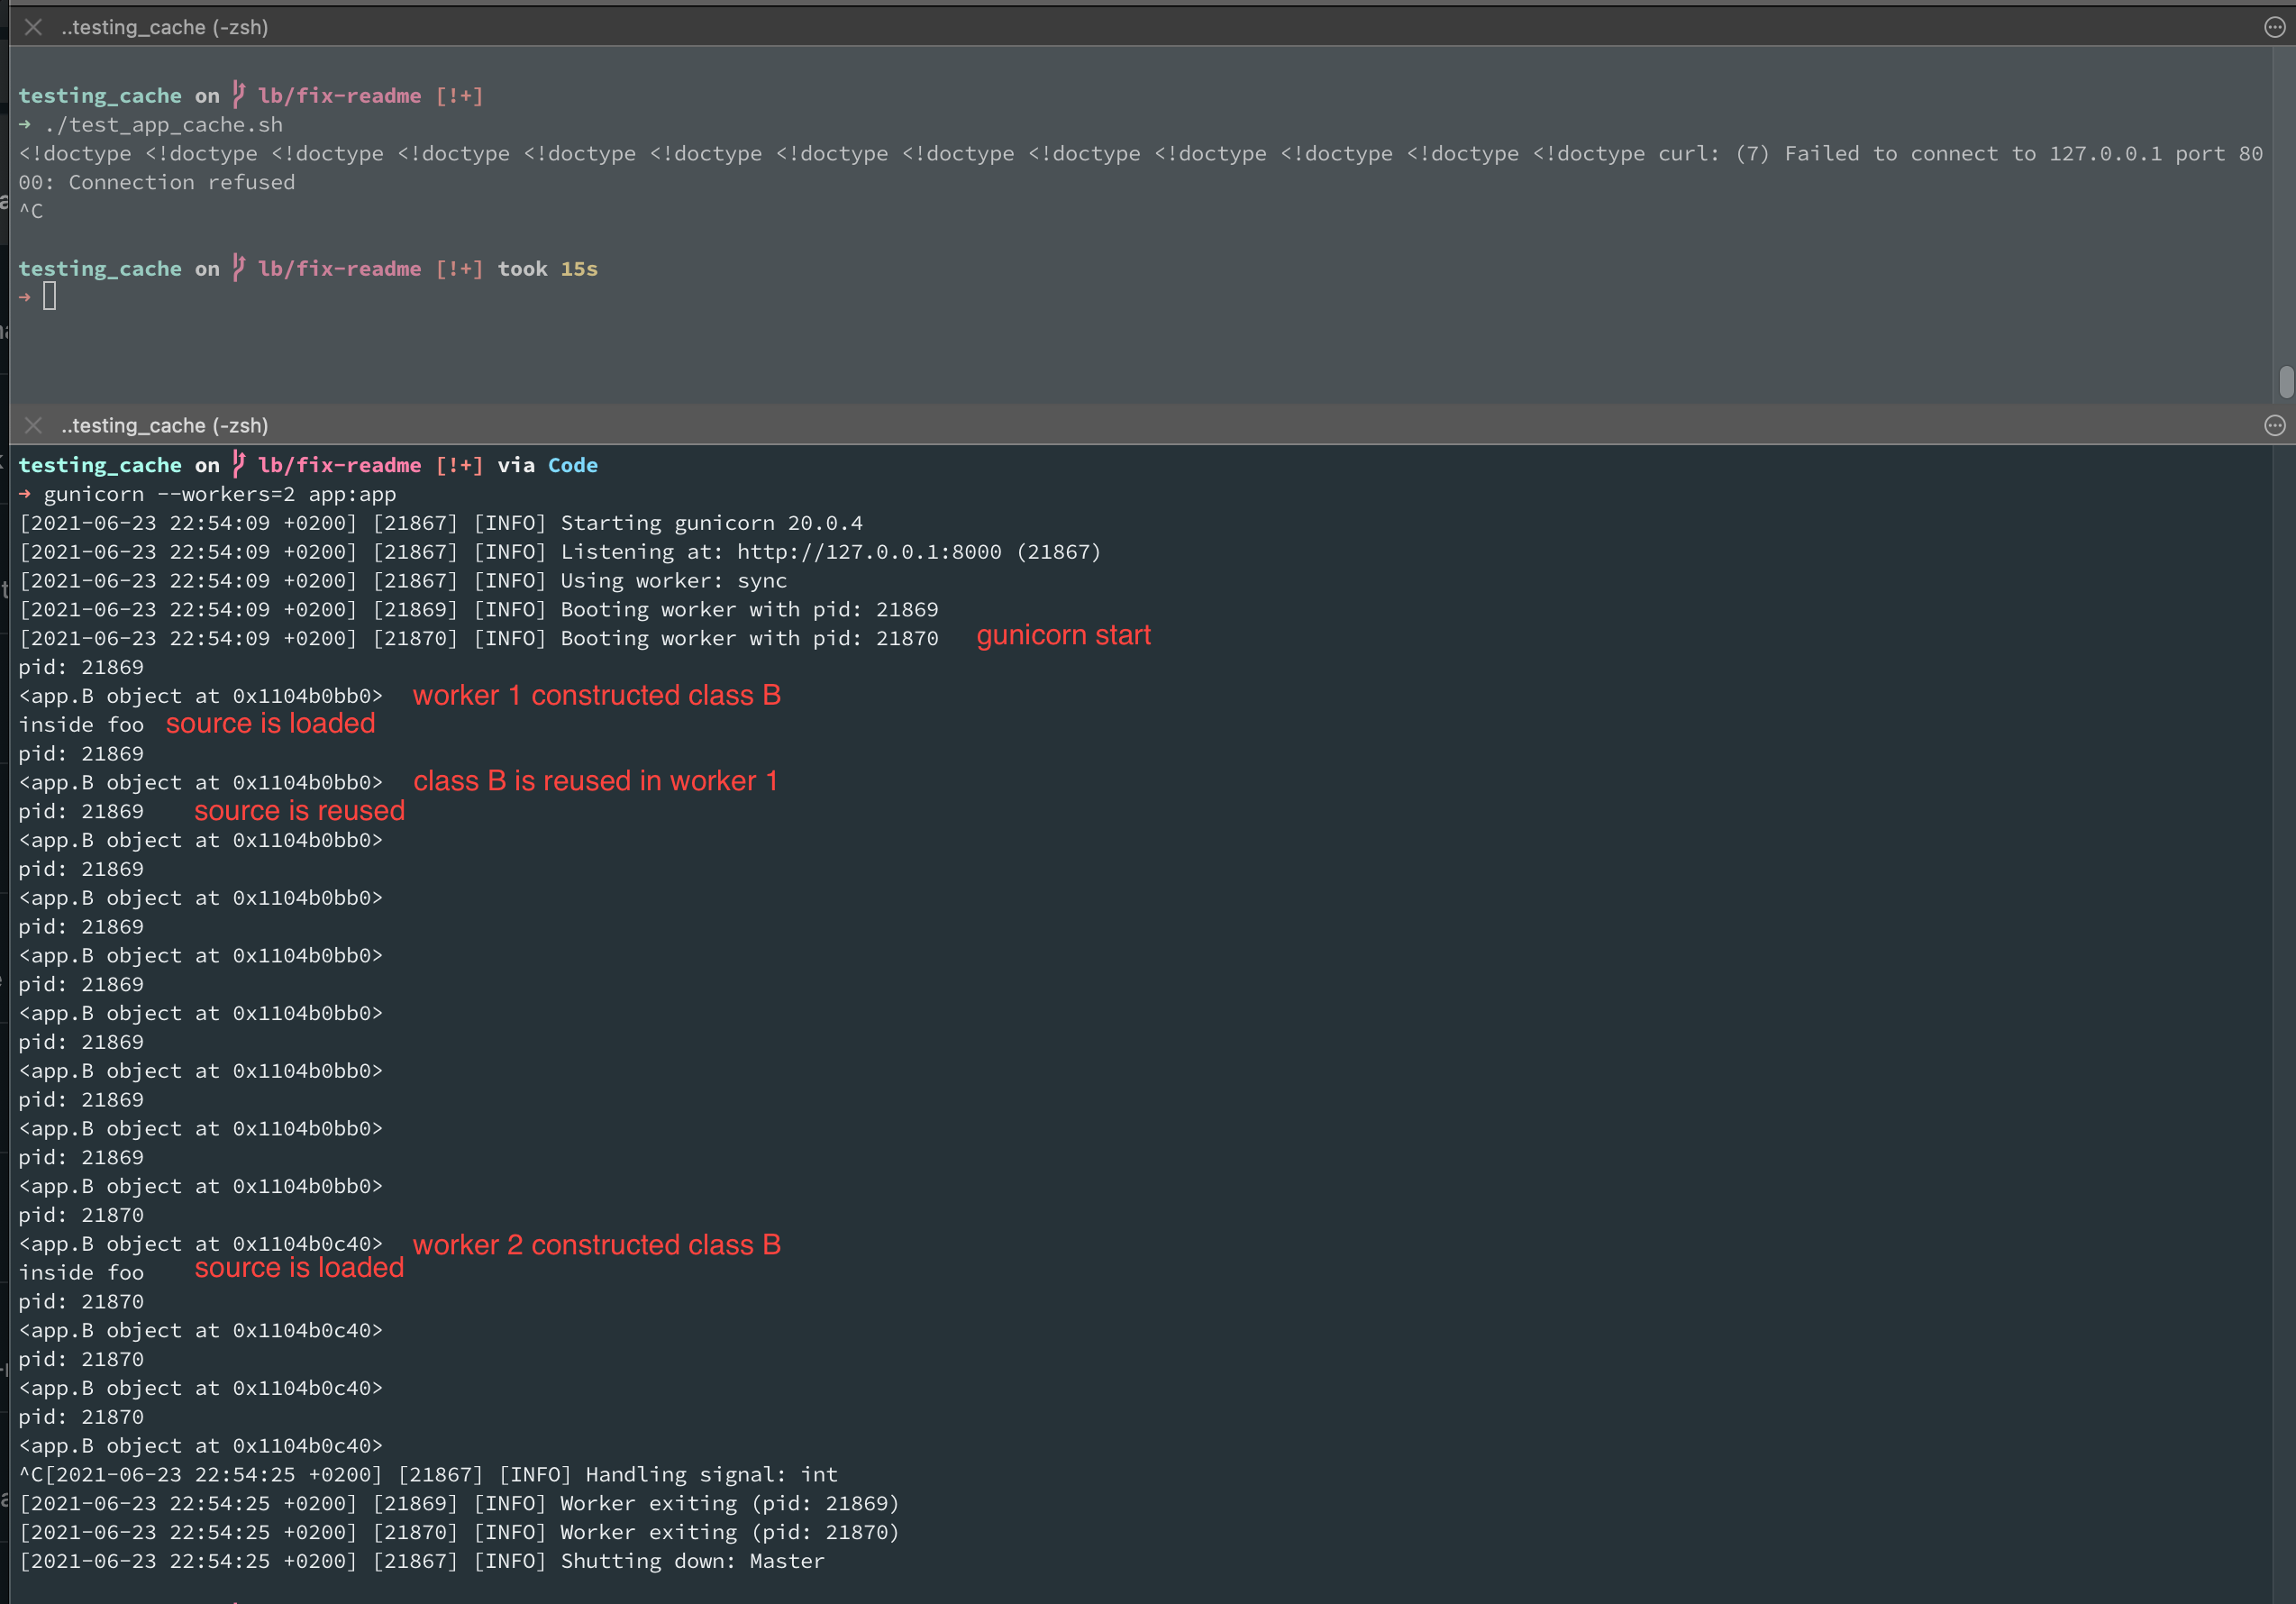 ..testing_cache (-zsh)
testing_cache on lb/fix-readme [!+]
➜ ./test_app_cache.sh
<!doctype <!doctype <!doctype <!doctype <!doctype <!doctype <!doctype <!doctype <!doctype <!doctype <!doctype <!doctype <!doctype curl: (7) Failed to connect to 127.0.0.1 port 80
00: Connection refused
^C
testing_cache on lb/fix-readme [!+] took 15s
➜
..testing_cache (-zsh)
testing_cache on lb/fix-readme [!+] via Code
➜ gunicorn --workers=2 app:app
[2021-06-23 22:54:09 +0200] [21867] [INFO] Starting gunicorn 20.0.4
[2021-06-23 22:54:09 +0200] [21867] [INFO] Listening at: http://127.0.0.1:8000 (21867)
[2021-06-23 22:54:09 +0200] [21867] [INFO] Using worker: sync
[2021-06-23 22:54:09 +0200] [21869] [INFO] Booting worker with pid: 21869
[2021-06-23 22:54:09 +0200] [21870] [INFO] Booting worker with pid: 21870 gunicorn start
pid: 21869
<app.B object at 0x1104b0bb0> worker 1 constructed class B
inside foo source is loaded
pid: 21869
<app.B object at 0x1104b0bb0> class B is reused in worker 1
pid: 21869 source is reused
<app.B object at 0x1104b0bb0>
pid: 21869
<app.B object at 0x1104b0bb0>
pid: 21869
<app.B object at 0x1104b0bb0>
pid: 21869
<app.B object at 0x1104b0bb0>
pid: 21869
<app.B object at 0x1104b0bb0>
pid: 21869
<app.B object at 0x1104b0bb0>
pid: 21869
<app.B object at 0x1104b0bb0>
pid: 21870
<app.B object at 0x1104b0c40> worker 2 constructed class B
inside foo source is loaded
pid: 21870
<app.B object at 0x1104b0c40>
pid: 21870
<app.B object at 0x1104b0c40>
pid: 21870
<app.B object at 0x1104b0c40>
^C[2021-06-23 22:54:25 +0200] [21867] [INFO] Handling signal: int
[2021-06-23 22:54:25 +0200] [21869] [INFO] Worker exiting (pid: 21869)
[2021-06-23 22:54:25 +0200] [21870] [INFO] Worker exiting (pid: 21870)
[2021-06-23 22:54:25 +0200] [21867] [INFO] Shutting down: Master